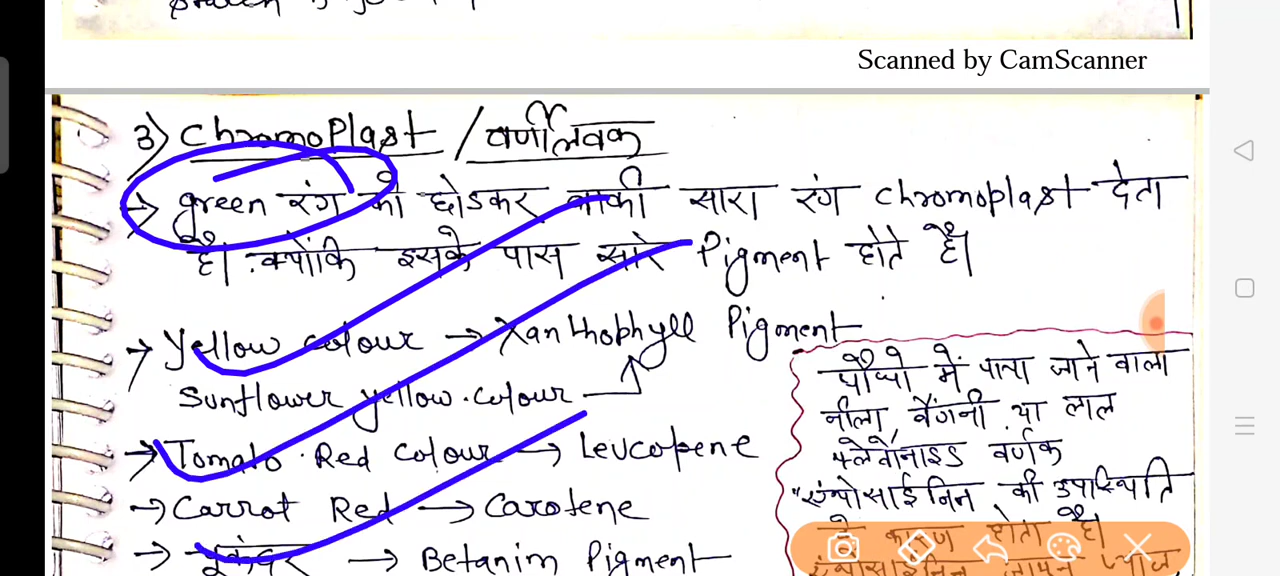 Scanned by CamScanner
3) Chromoplast / वर्णीलवक
→ green रंग को छोडकर बाकी सारा रंग chromoplast देता
है। क्योंकि इसके पास सारे Pigment होते है।
→ Yellow colour → Xanthophyll Pigment
Sunflower yellow colour
→ Tomato Red Colour → Leucopene
→ Carrot Red → Carotene
→ → Betanim Pigment
पौधो में पाया जाने वाला
नीला, बैंगनी या लाल
फ्लेवोनाइड वर्णक
"एंथोसाईनिन की उपस्थिति
कारण होता है।